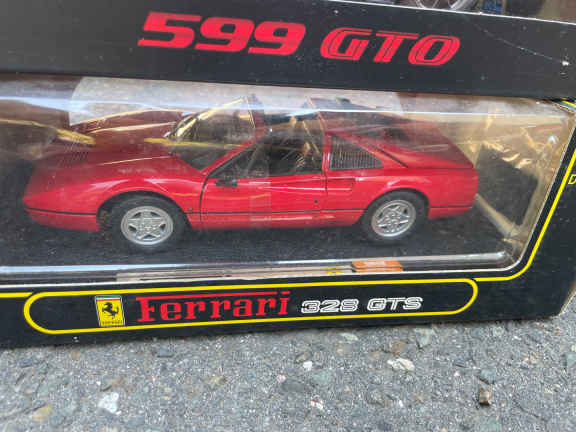 599 GTO
Ferrari 328 GTS